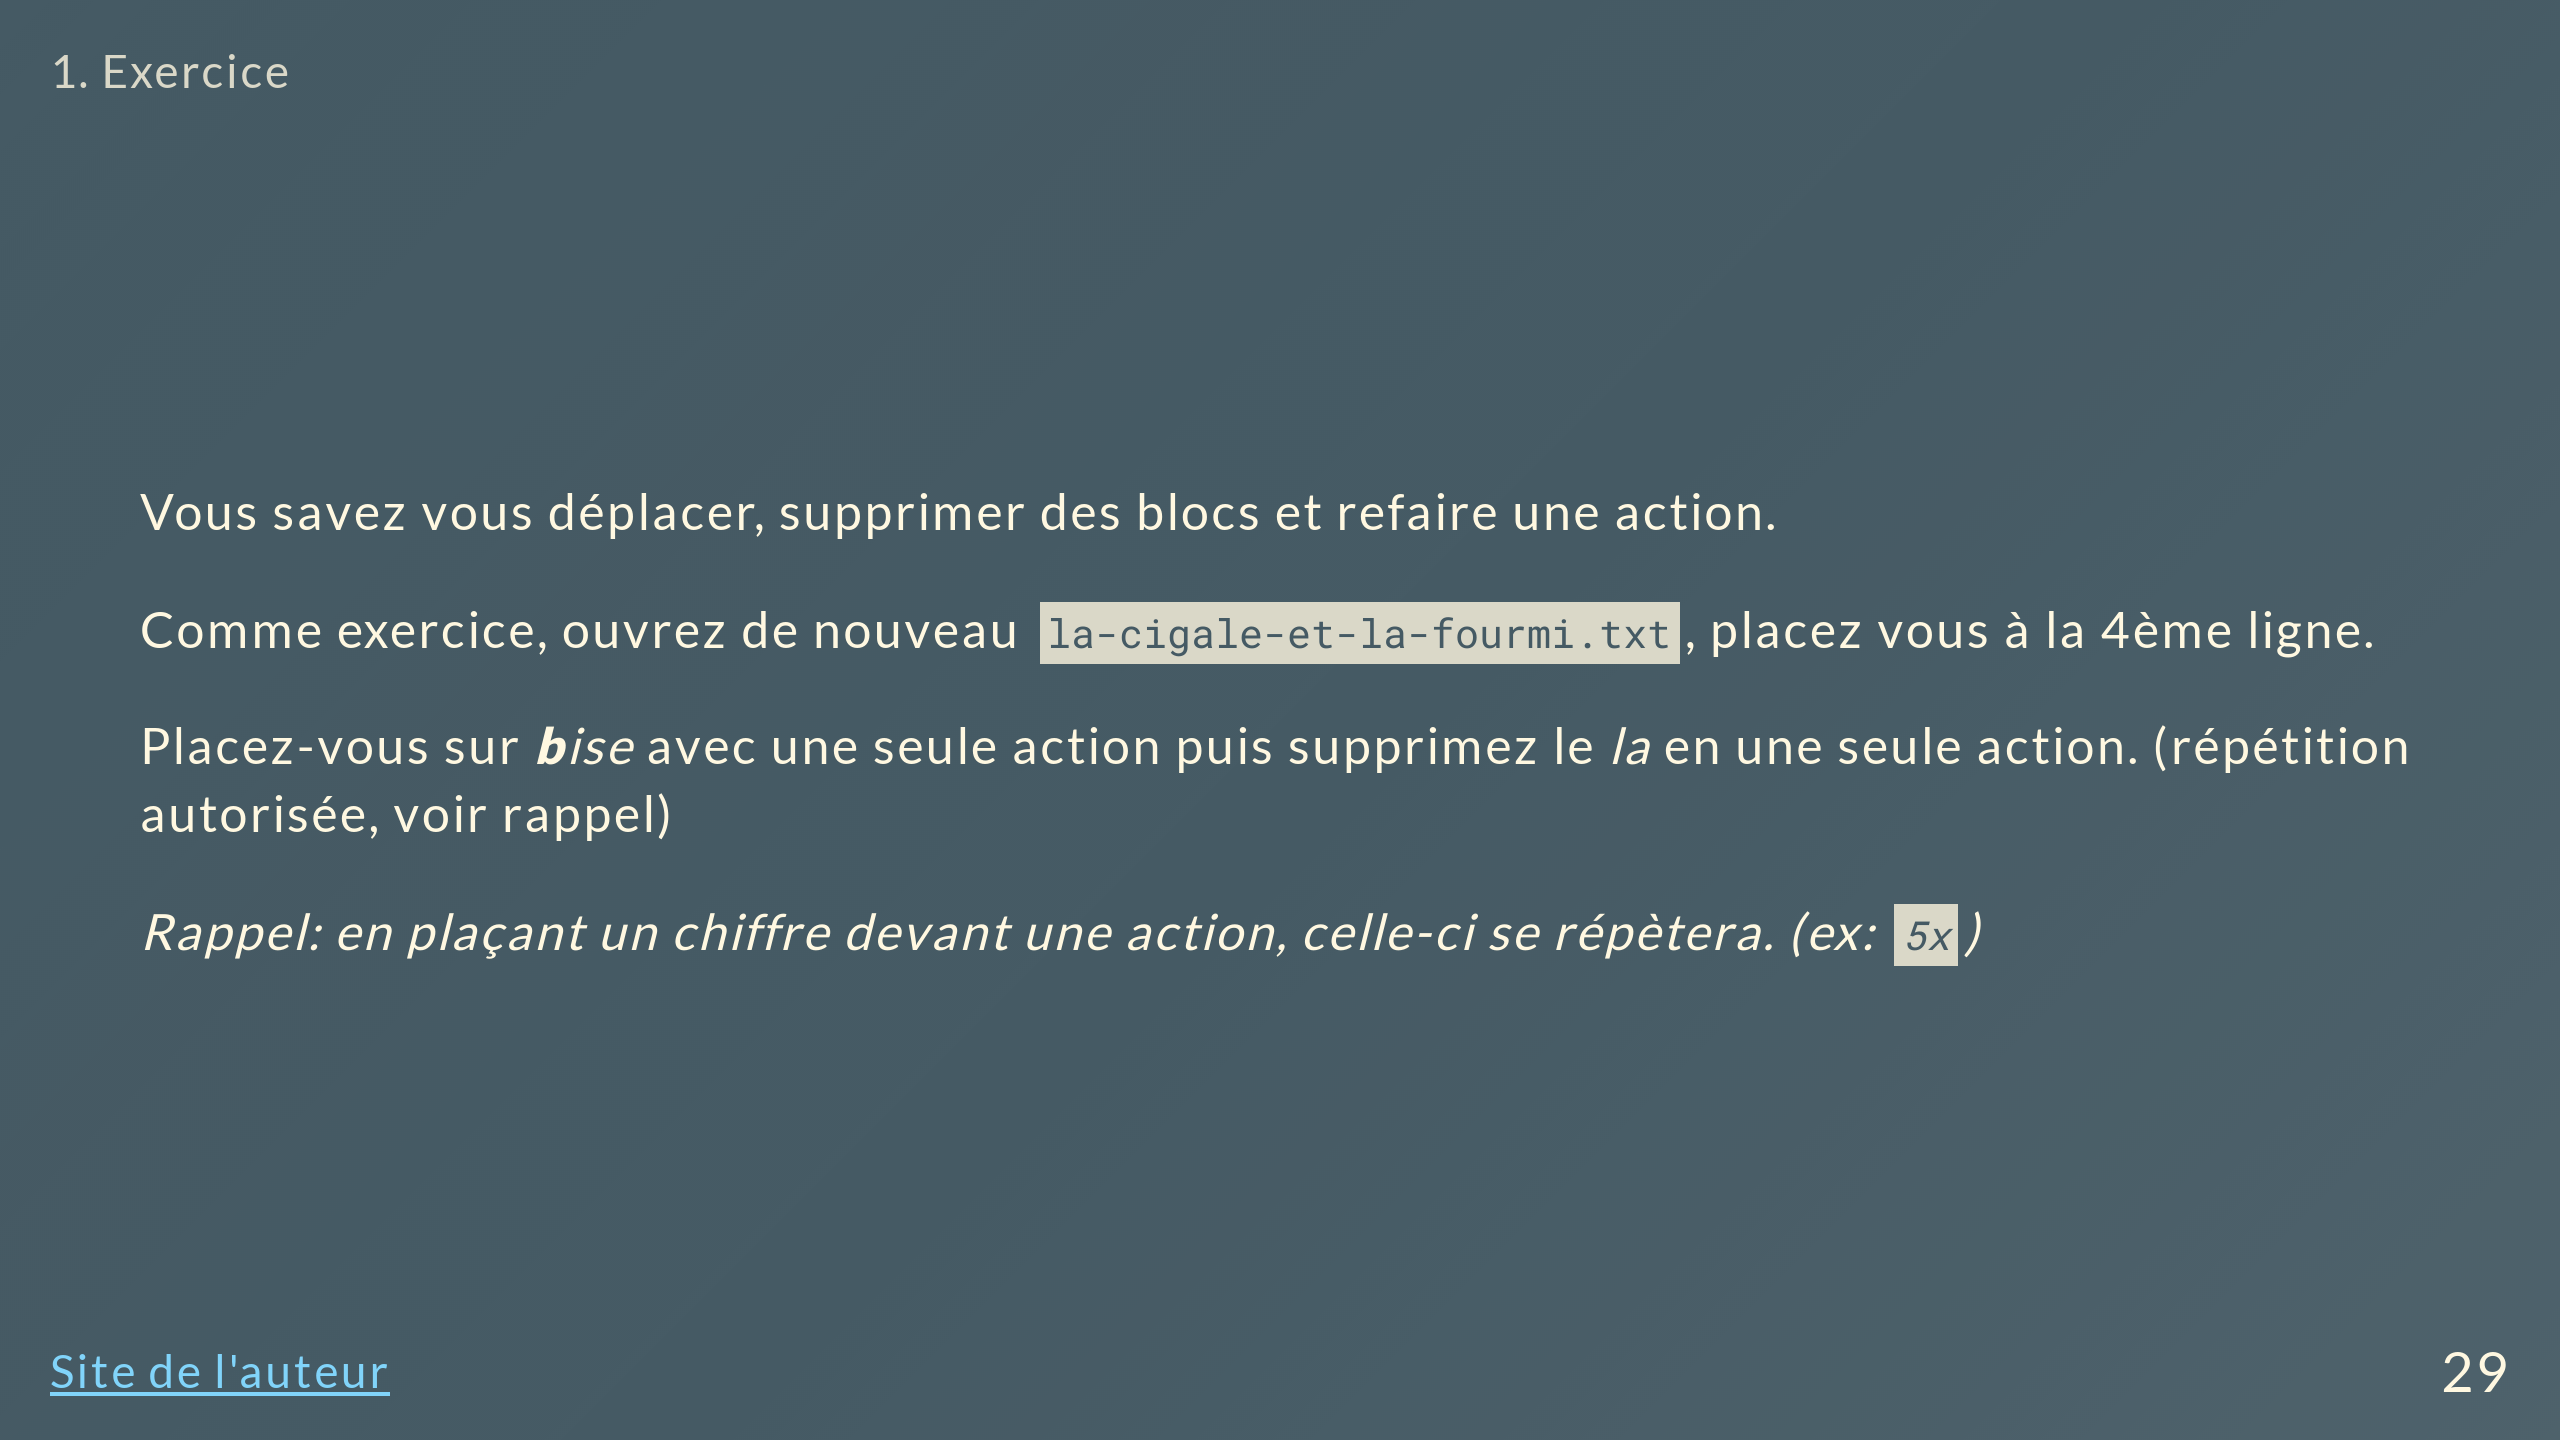 1. Exercice
Vous savez vous déplacer, supprimer des blocs et refaire une action.
Comme exercice, ouvrez de nouveau la-cigale-et-la-fourmi.txt, placez vous à la 4ème ligne.
Placez-vous sur bise avec une seule action puis supprimez le la en une seule action. (répétition
autorisée, voir rappel)
Rappel: en plaçant un chiffre devant une action, celle-ci se répètera. (ex: 5x)
Site de l'auteur
29